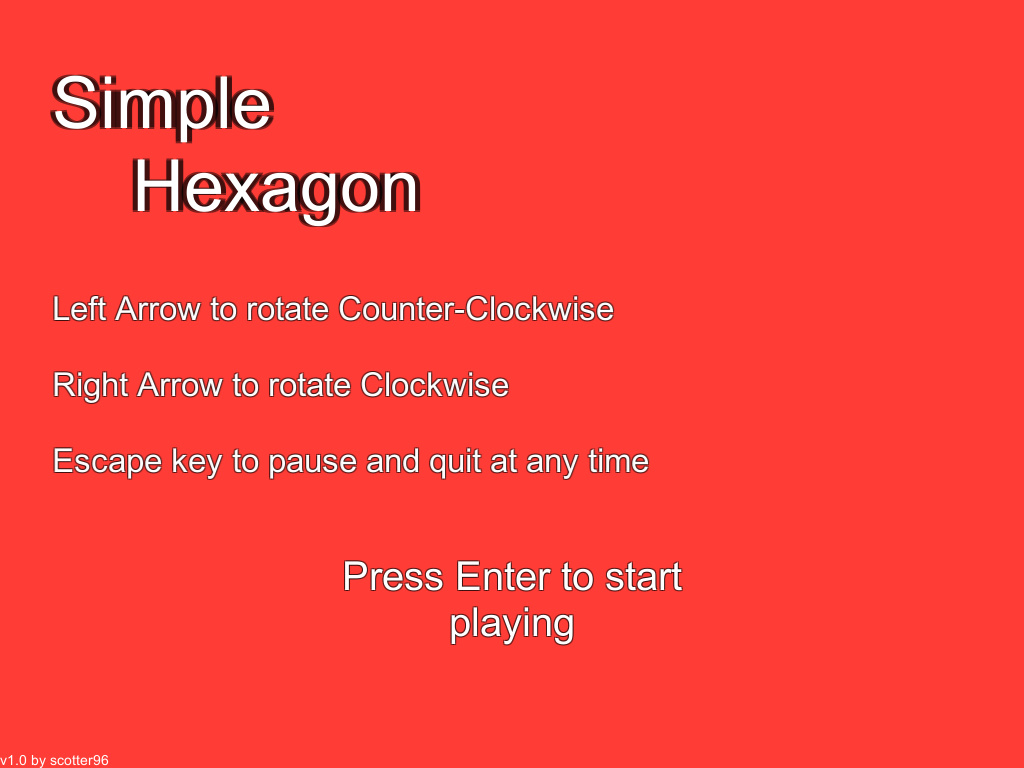 Simple
Hexagon
Left Arrow to rotate Counter-Clockwise
Right Arrow to rotate Clockwise
Escape key to pause and quit at any time
Press Enter to start
playing
v1.0 by scotter96